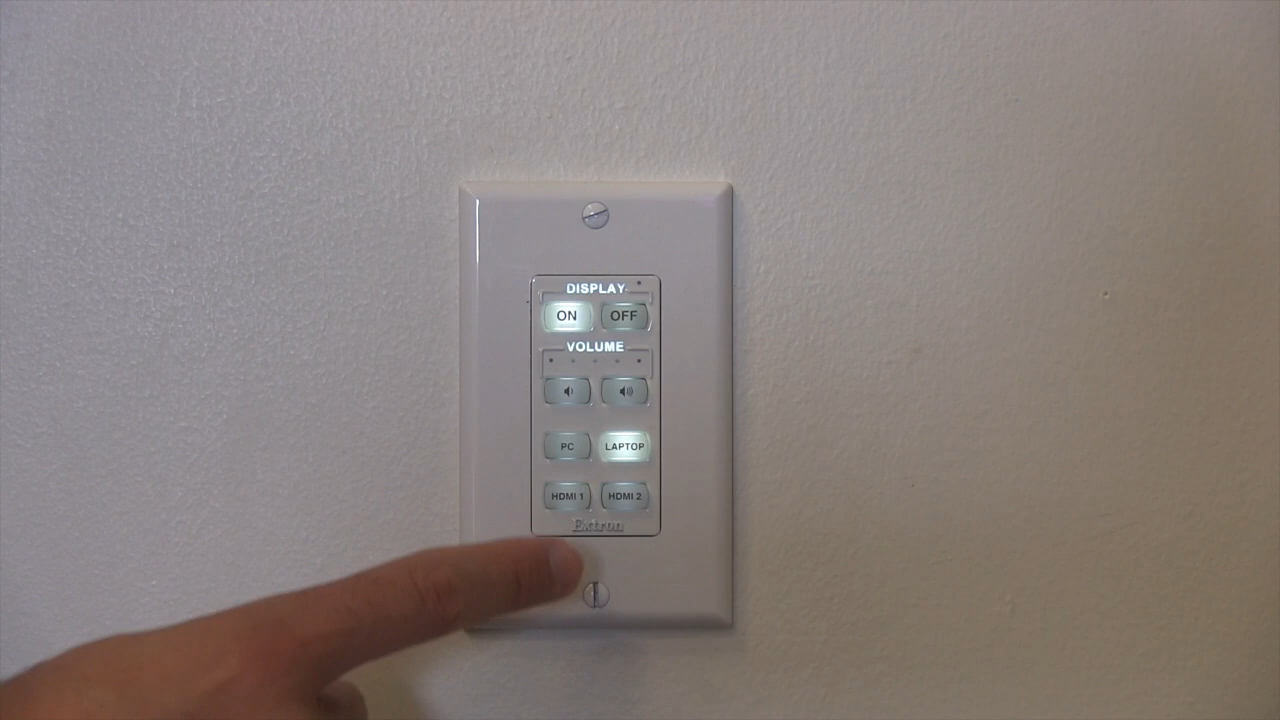 DISPLAY
ON OFF
VOLUME
PC LAPTOP
HDMI 1 HDMI 2
Extron